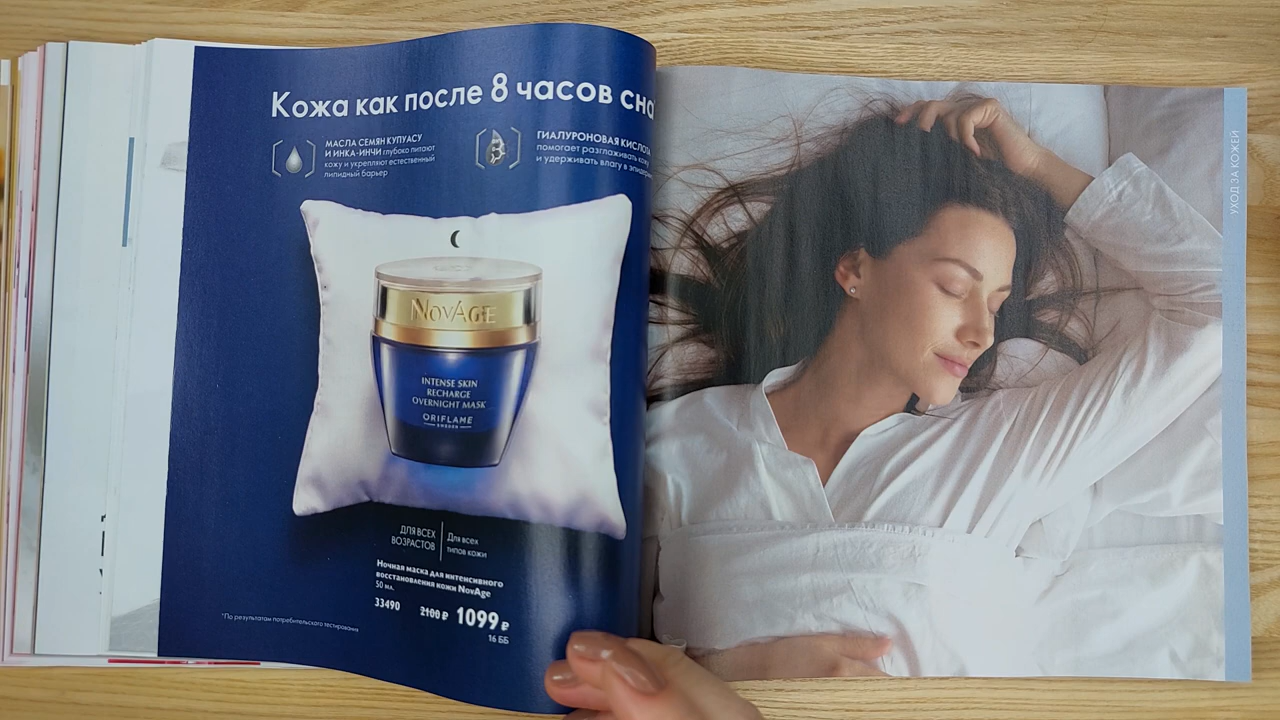 Кожа как после 8 часов сна
МАСЛА СЕМЯН КУПУАСУ
И ИНКА-ИНЧИ глубоко питают
кожу и укрепляют естественный
липидный барьер
ГИАЛУРОНОВАЯ КИСЛОТА
помогает разглаживать кожу
и удерживать влагу в
NOVAGE
INTENSE SKIN
RECHARGE
OVERNIGHT MASK
ORIFLAME
SWEDEN
ДЛЯ ВСЕХ
ВОЗРАСТОВ
Для всех
типов кожи
Ночная маска для интенсивного
восстановления кожи NovAge
50 мл.
33490 2100 ₽ 1099 ₽
16 ББ
*По результатам потребительского тестирования
УХОД ЗА КОЖЕЙ